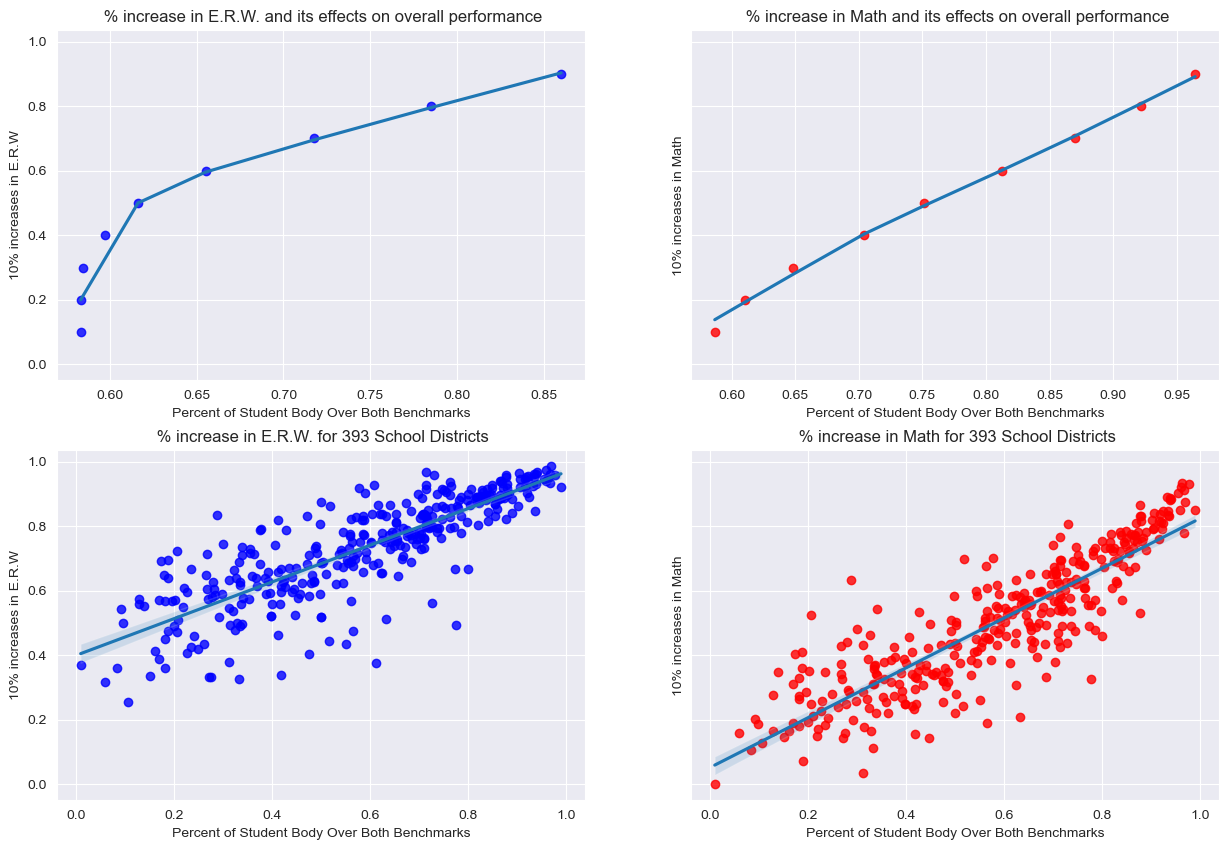 % increase in E.R.W. and its effects on overall performance
1.0
0.8
0.6
0.4
0.2
0.0
10% increases in E.R.W
0.60 0.65 0.70 0.75 0.80 0.85
Percent of Student Body Over Both Benchmarks
% increase in Math and its effects on overall performance
10% increases in Math
0.60 0.65 0.70 0.75 0.80 0.85 0.90 0.95
Percent of Student Body Over Both Benchmarks
% increase in E.R.W. for 393 School Districts
1.0
0.8
0.6
0.4
0.2
0.0
10% increases in E.R.W
0.0 0.2 0.4 0.6 0.8 1.0
Percent of Student Body Over Both Benchmarks
% increase in Math for 393 School Districts
10% increases in Math
0.0 0.2 0.4 0.6 0.8 1.0
Percent of Student Body Over Both Benchmarks